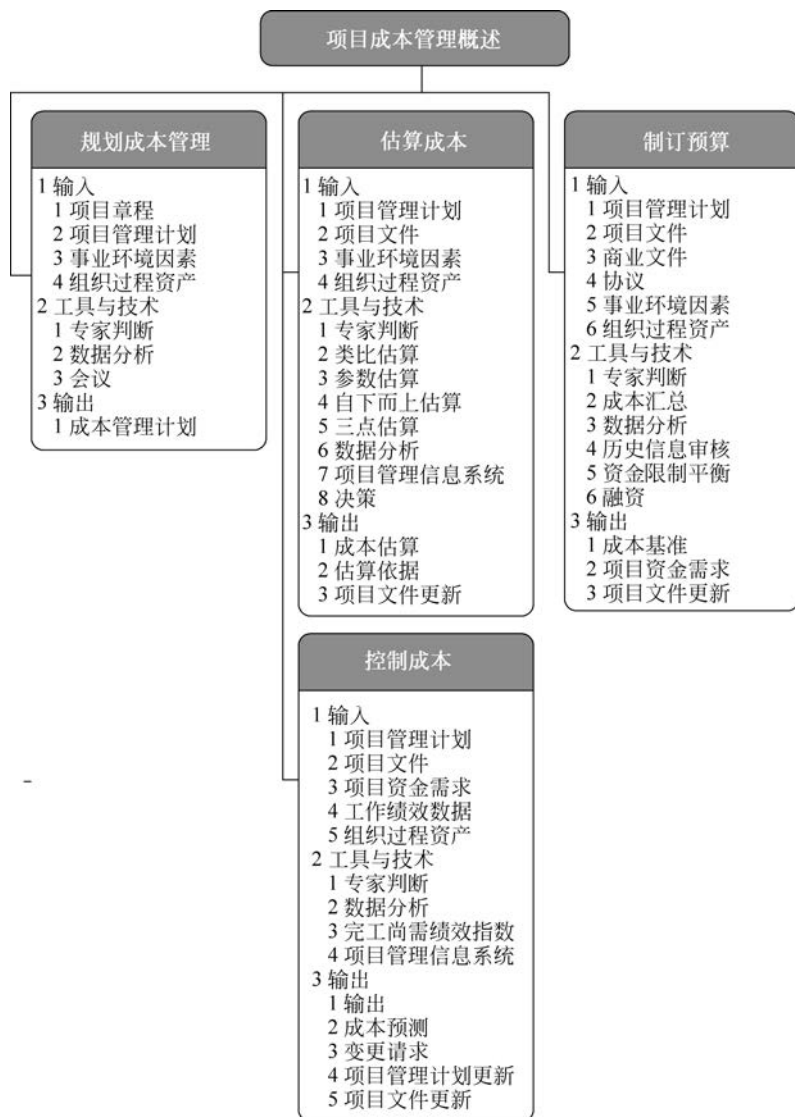 项目成本管理概述
规划成本管理
1 输入
1 项目章程
2 项目管理计划
3 事业环境因素
4 组织过程资产
2 工具与技术
1 专家判断
2 数据分析
3 会议
3 输出
1 成本管理计划
估算成本
1 输入
1 项目管理计划
2 项目文件
3 事业环境因素
4 组织过程资产
2 工具与技术
1 专家判断
2 类比估算
3 参数估算
4 自下而上估算
5 三点估算
6 数据分析
7 项目管理信息系统
8 决策
3 输出
1 成本估算
2 估算依据
3 项目文件更新
制订预算
1 输入
1 项目管理计划
2 项目文件
3 商业文件
4 协议
5 事业环境因素
6 组织过程资产
2 工具与技术
1 专家判断
2 成本汇总
3 数据分析
4 历史信息审核
5 资金限制平衡
6 融资
3 输出
1 成本基准
2 项目资金需求
3 项目文件更新
控制成本
1 输入
1 项目管理计划
2 项目文件
3 项目资金需求
4 工作绩效数据
5 组织过程资产
2 工具与技术
1 专家判断
2 数据分析
3 完工尚需绩效指数
4 项目管理信息系统
3 输出
1 输出
2 成本预测
3 变更请求
4 项目管理计划更新
5 项目文件更新